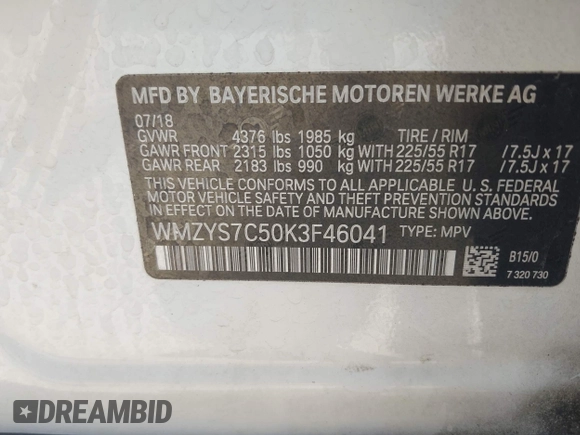 MFD BY BAYERISCHE MOTOREN WERKE AG
07/18
GVWR 4376 lbs 1985 kg TIRE / RIM
GAWR FRONT 2315 lbs 1050 kg WITH 225/55 R17 /7.5J x 17
GAWR REAR 2183 lbs 990 kg WITH 225/55 R17 /7.5J x 17
THIS VEHICLE CONFORMS TO ALL APPLICABLE U. S. FEDERAL
MOTOR VEHICLE SAFETY AND THEFT
PREVENTION STANDARDS IN EFFECT ON THE
DATE OF MANUFACTURE SHOWN ABOVE.
WMZYS7C50K3F46041 TYPE: MPV
B15/0
7 320 730
DREAMBID